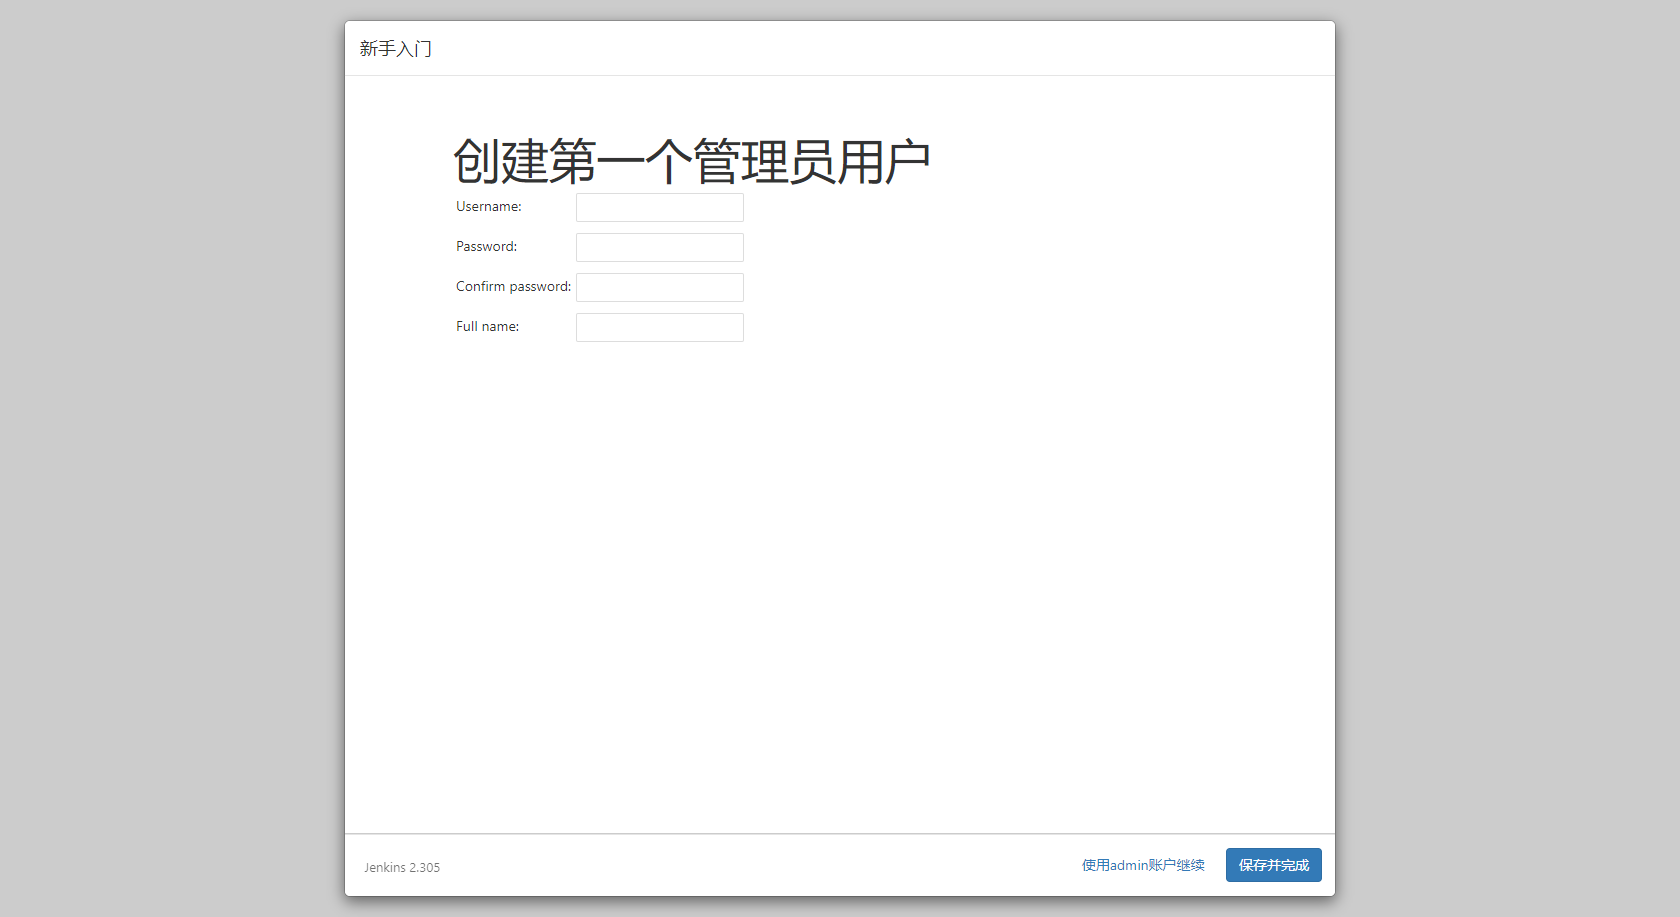 新手入门
创建第一个管理员用户
Username:
Password:
Confirm password:
Full name:
Jenkins 2.305
使用admin账户继续
保存并完成